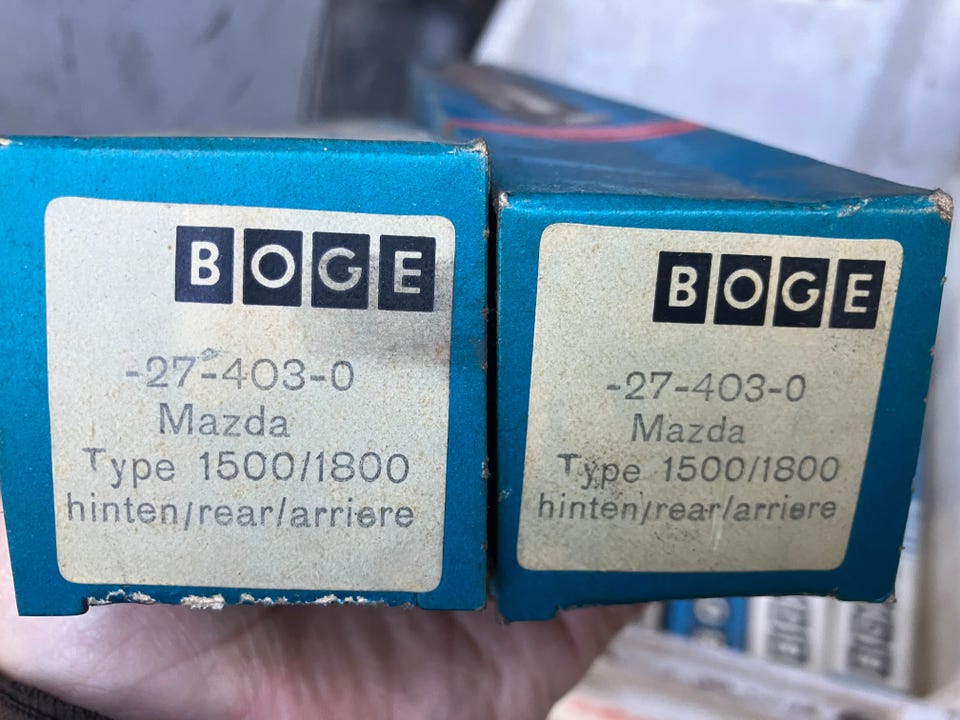 BOGE
-27-403-0
Mazda
Type 1500/1800
hinten/rear/arriere
BOGE
-27-403-0
Mazda
Type 1500/1800
hinten/rear/arriere